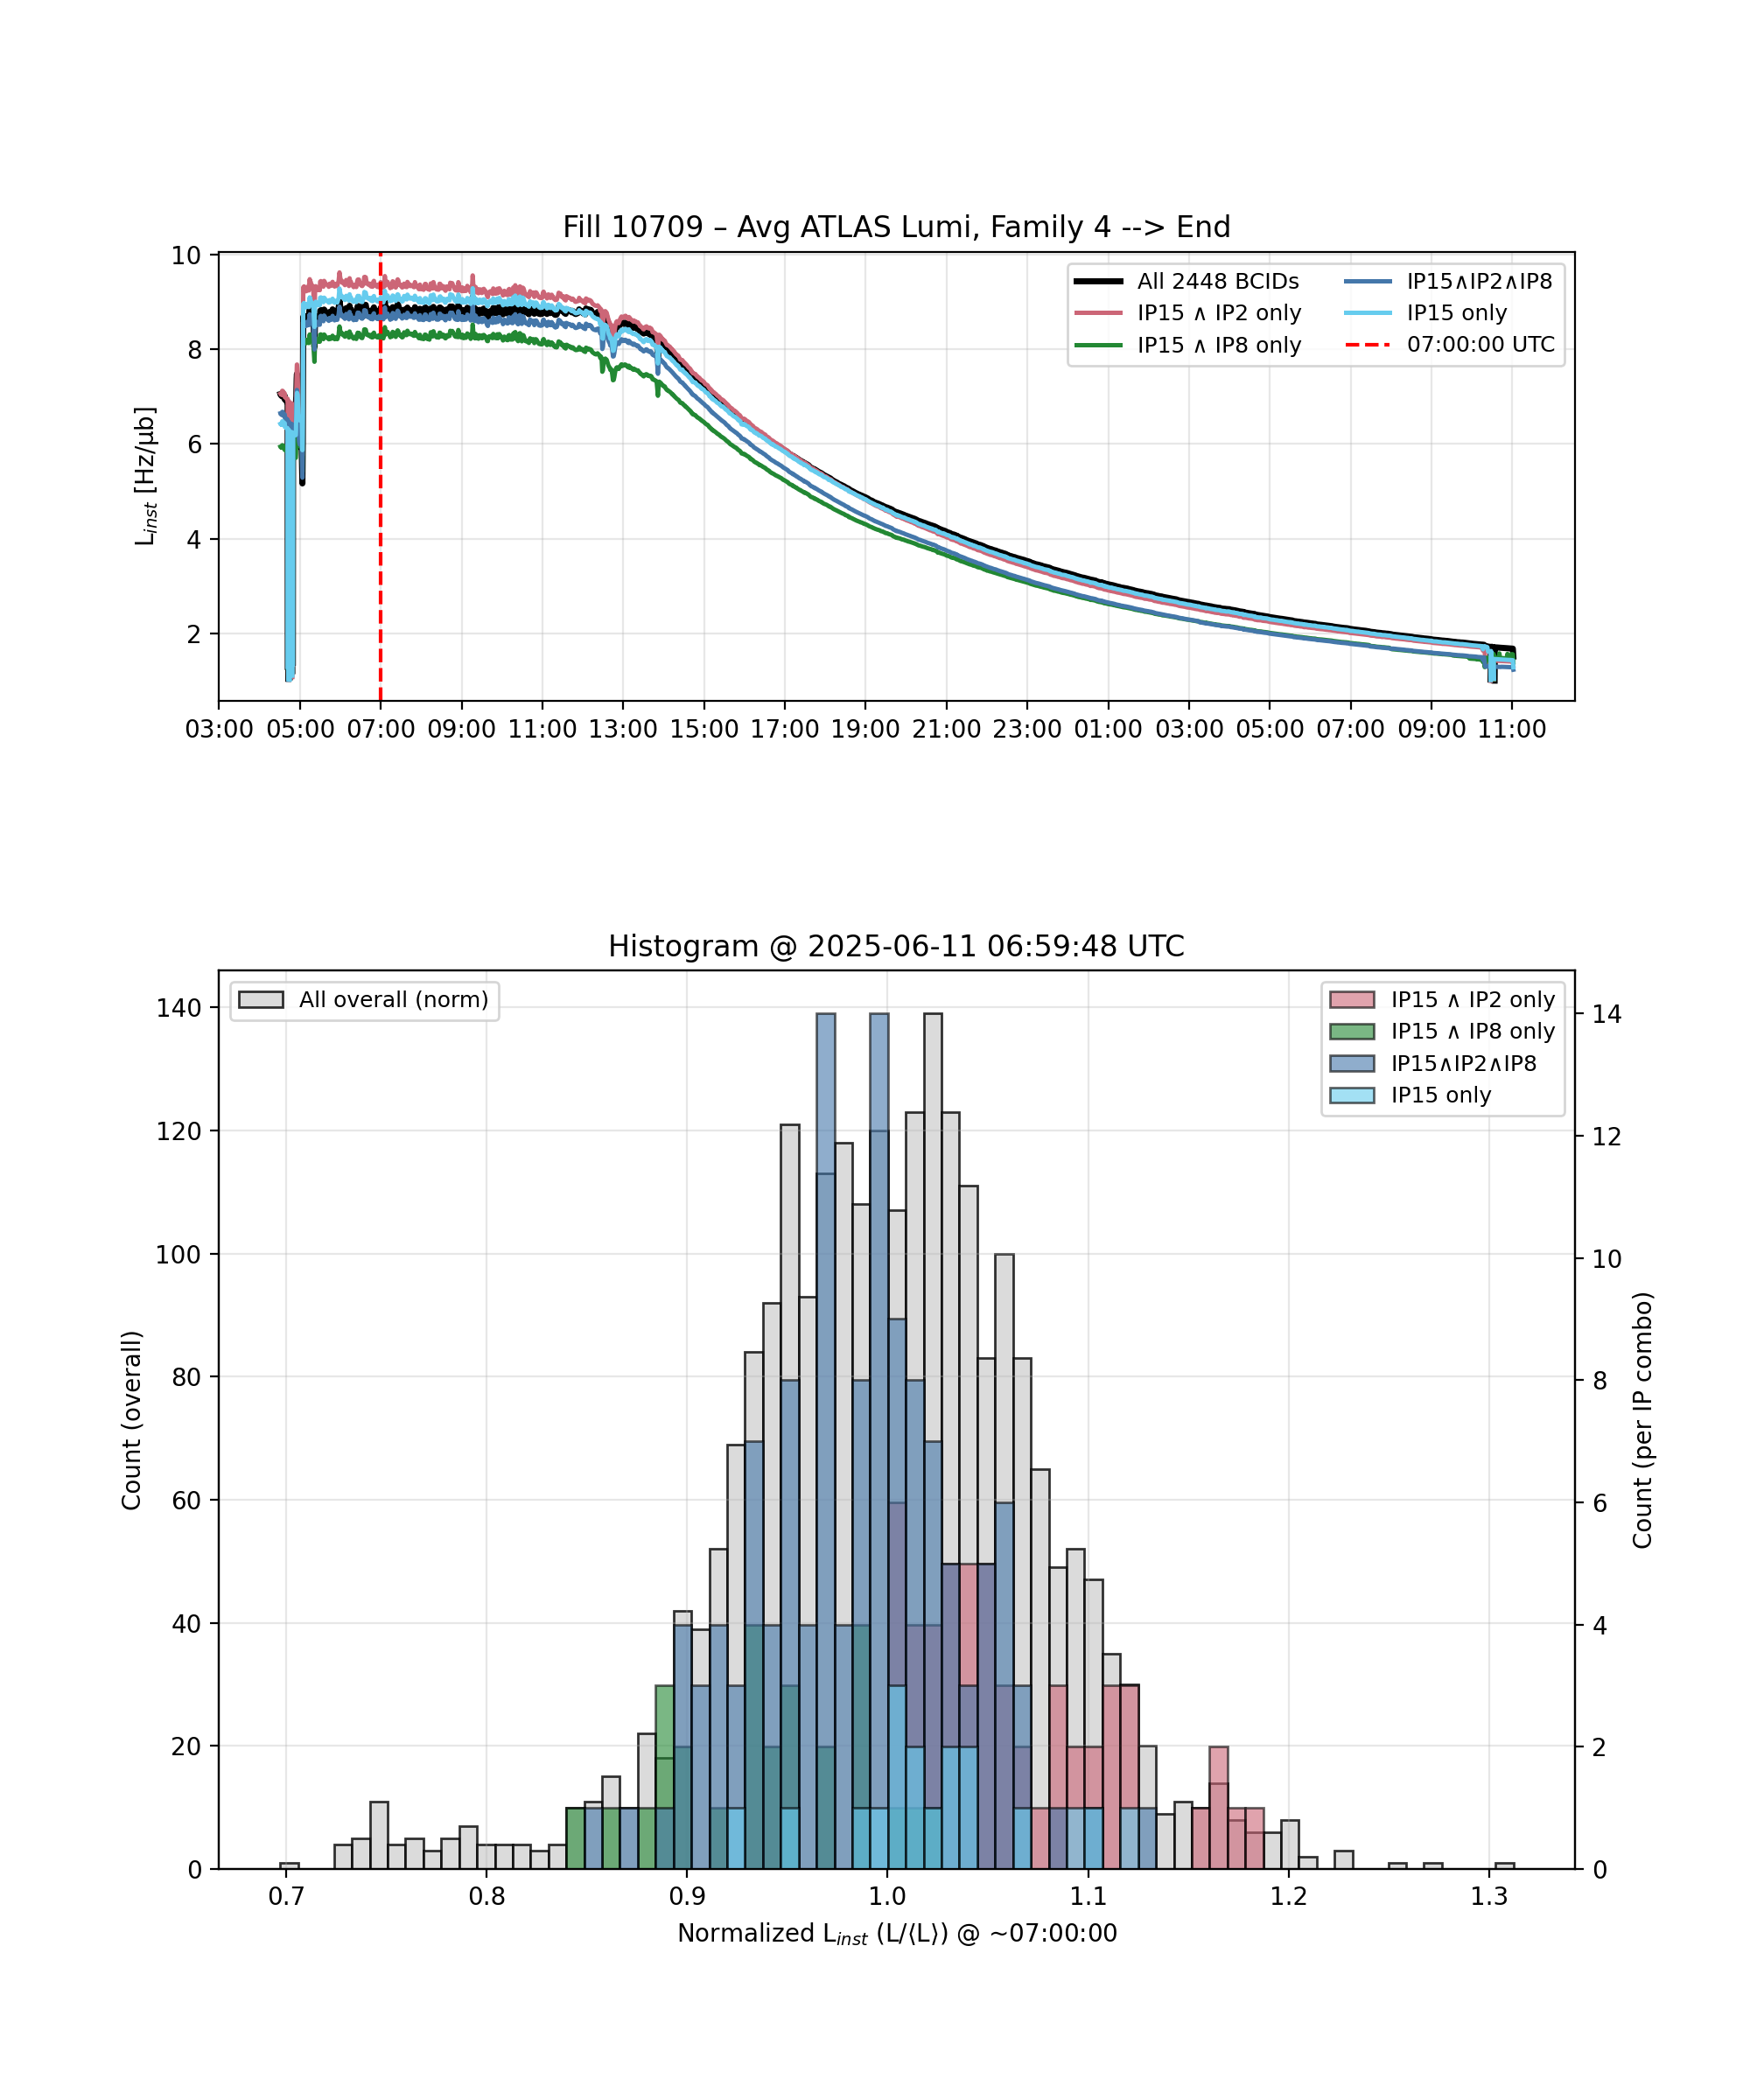 Fill 10709 – Avg ATLAS Lumi, Family 4 --> End
L_inst [Hz/μb]
10
8
6
4
2
All 2448 BCIDs
IP15 ∧ IP2 only
IP15 ∧ IP8 only
IP15∧IP2∧IP8
IP15 only
07:00:00 UTC
03:00 05:00 07:00 09:00 11:00 13:00 15:00 17:00 19:00 21:00 23:00 01:00 03:00 05:00 07:00 09:00 11:00
Histogram @ 2025-06-11 06:59:48 UTC
Count (overall)
140
120
100
80
60
40
20
0
All overall (norm)
IP15 ∧ IP2 only
IP15 ∧ IP8 only
IP15∧IP2∧IP8
IP15 only
14
12
10
8
6
4
2
0
Count (per IP combo)
0.7 0.8 0.9 1.0 1.1 1.2 1.3
Normalized L_inst (L/⟨L⟩) @ ~07:00:00